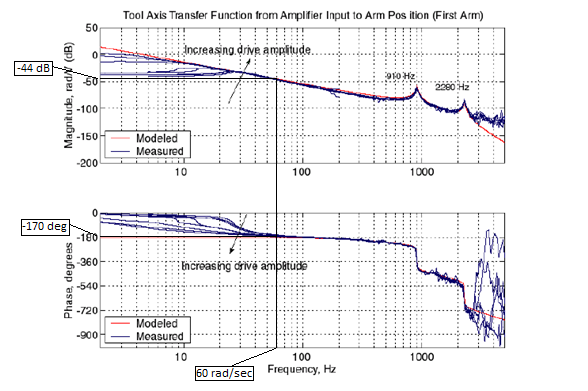 Tool Axis Transfer Function from Amplifier Input to Arm Position (First Arm)
Magnitude, rad/V (dB)
50
0
-50
-100
-150
-200
-44 dB
Increasing drive amplitude
910 Hz
2280 Hz
Modeled
Measured
10
100
1000
Phase, degrees
0
-180
-360
-540
-720
-900
-170 deg
Increasing drive amplitude
Modeled
Measured
10
100
1000
60 rad/sec
Frequency, Hz